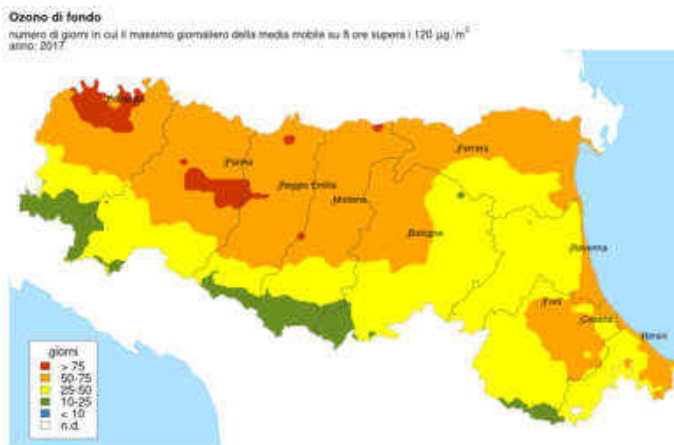 Ozono di fondo
numero di giorni in cui il massimo giornaliero della media mobile su 8 ore supera i 120 µg/m³
anno: 2017
Piacenza
Parma
Reggio Emilia
Modena
Ferrara
Bologna
Ravenna
Forlì
Cesena
Rimini
giorni
> 75
50-75
25-50
10-25
< 10
n.d.